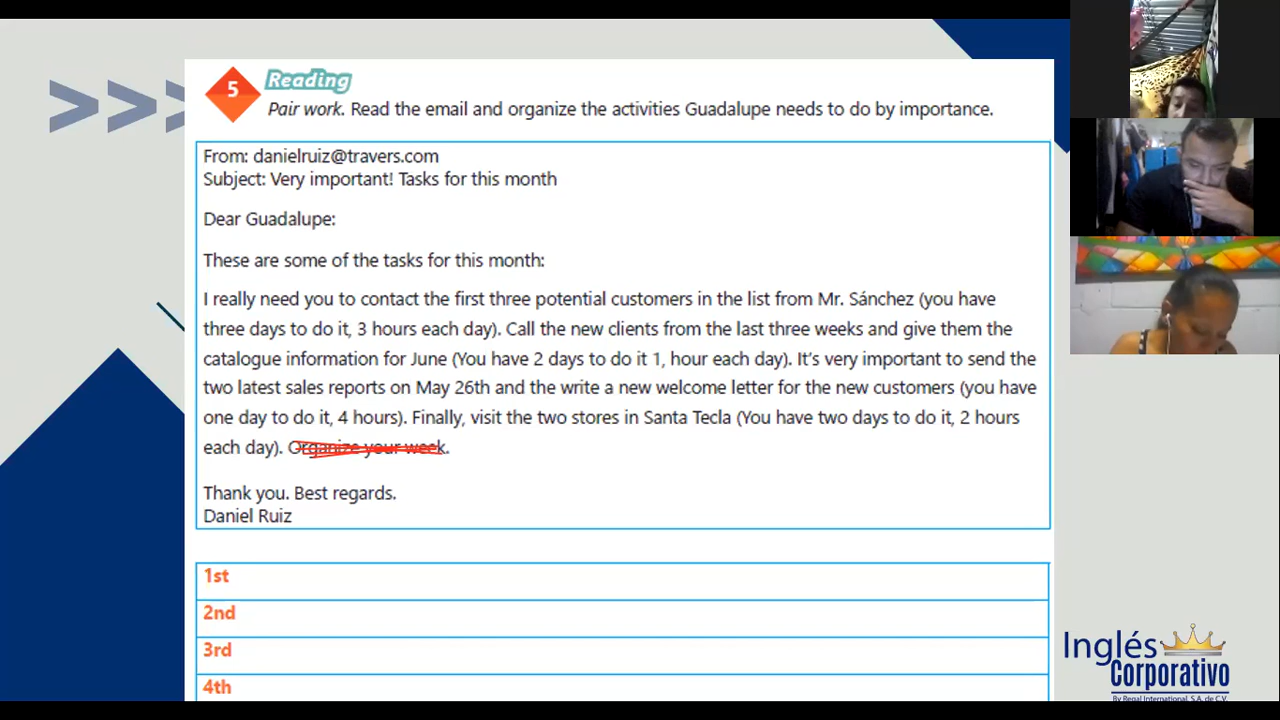 5
Reading
Pair work. Read the email and organize the activities Guadalupe needs to do by importance.
From: danielruiz@travers.com
Subject: Very important! Tasks for this month
Dear Guadalupe:
These are some of the tasks for this month:
I really need you to contact the first three potential customers in the list from Mr. Sánchez (you have
three days to do it, 3 hours each day). Call the new clients from the last three weeks and give them the
catalogue information for June (You have 2 days to do it 1, hour each day). It's very important to send the
two latest sales reports on May 26th and the write a new welcome letter for the new customers (you have
one day to do it, 4 hours). Finally, visit the two stores in Santa Tecla (You have two days to do it, 2 hours
each day). Organize your week.
Thank you. Best regards.
Daniel Ruiz
1st
2nd
3rd
4th
Inglés
Corporativo
By Regal International, S.A. de C.V.